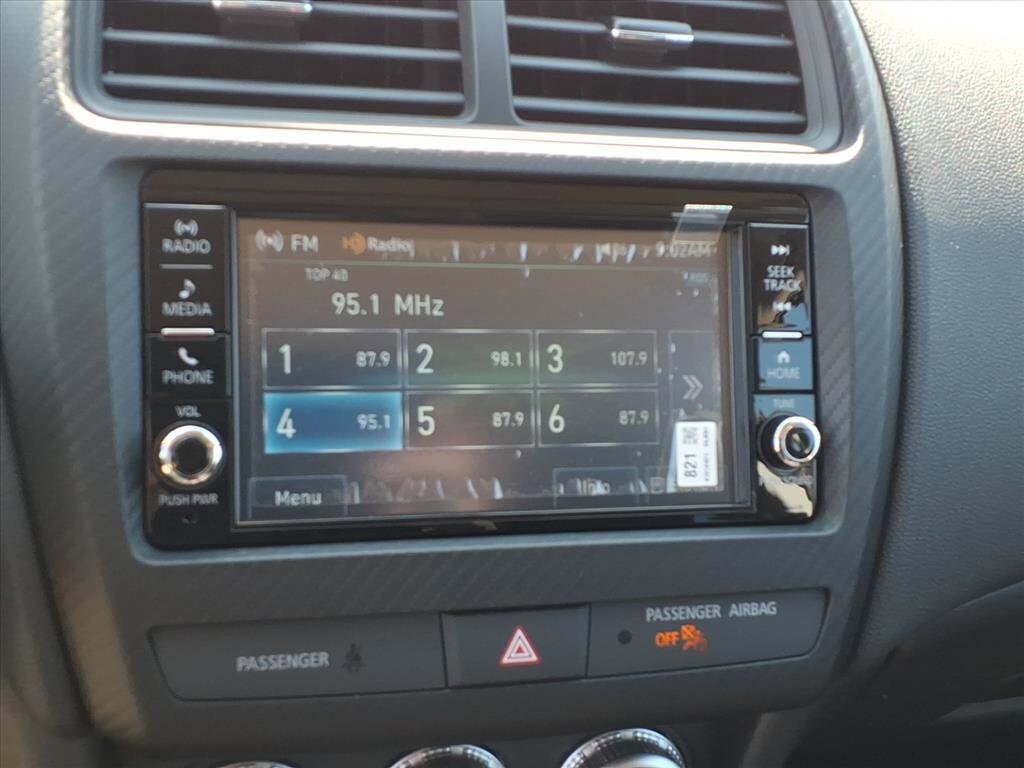 RADIO
MEDIA
PHONE
VOL
PUSH PWR
FM Radio
TOP 40
95.1 MHz
1 87.9 2 98.1 3 107.9
4 95.1 5 87.9 6 87.9
Menu
Info
821
SEEK
TRACK
HOME
TUNE
PASSENGER
PASSENGER AIRBAG
OFF